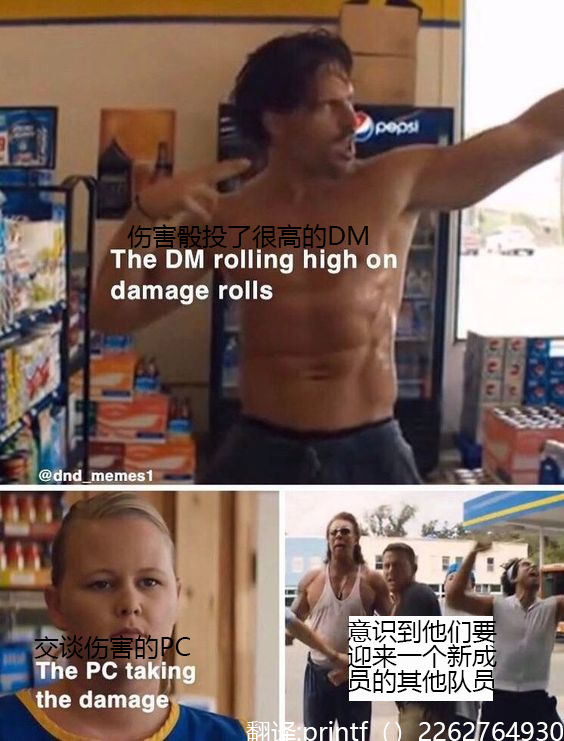 pepsi
伤害骰投了很高的DM
The DM rolling high on
damage rolls
@dnd_memes1
交谈伤害的PC
The PC taking
the damage
意识到他们要
迎来一个新成
员的其他队员
翻译:printf（）2262764930